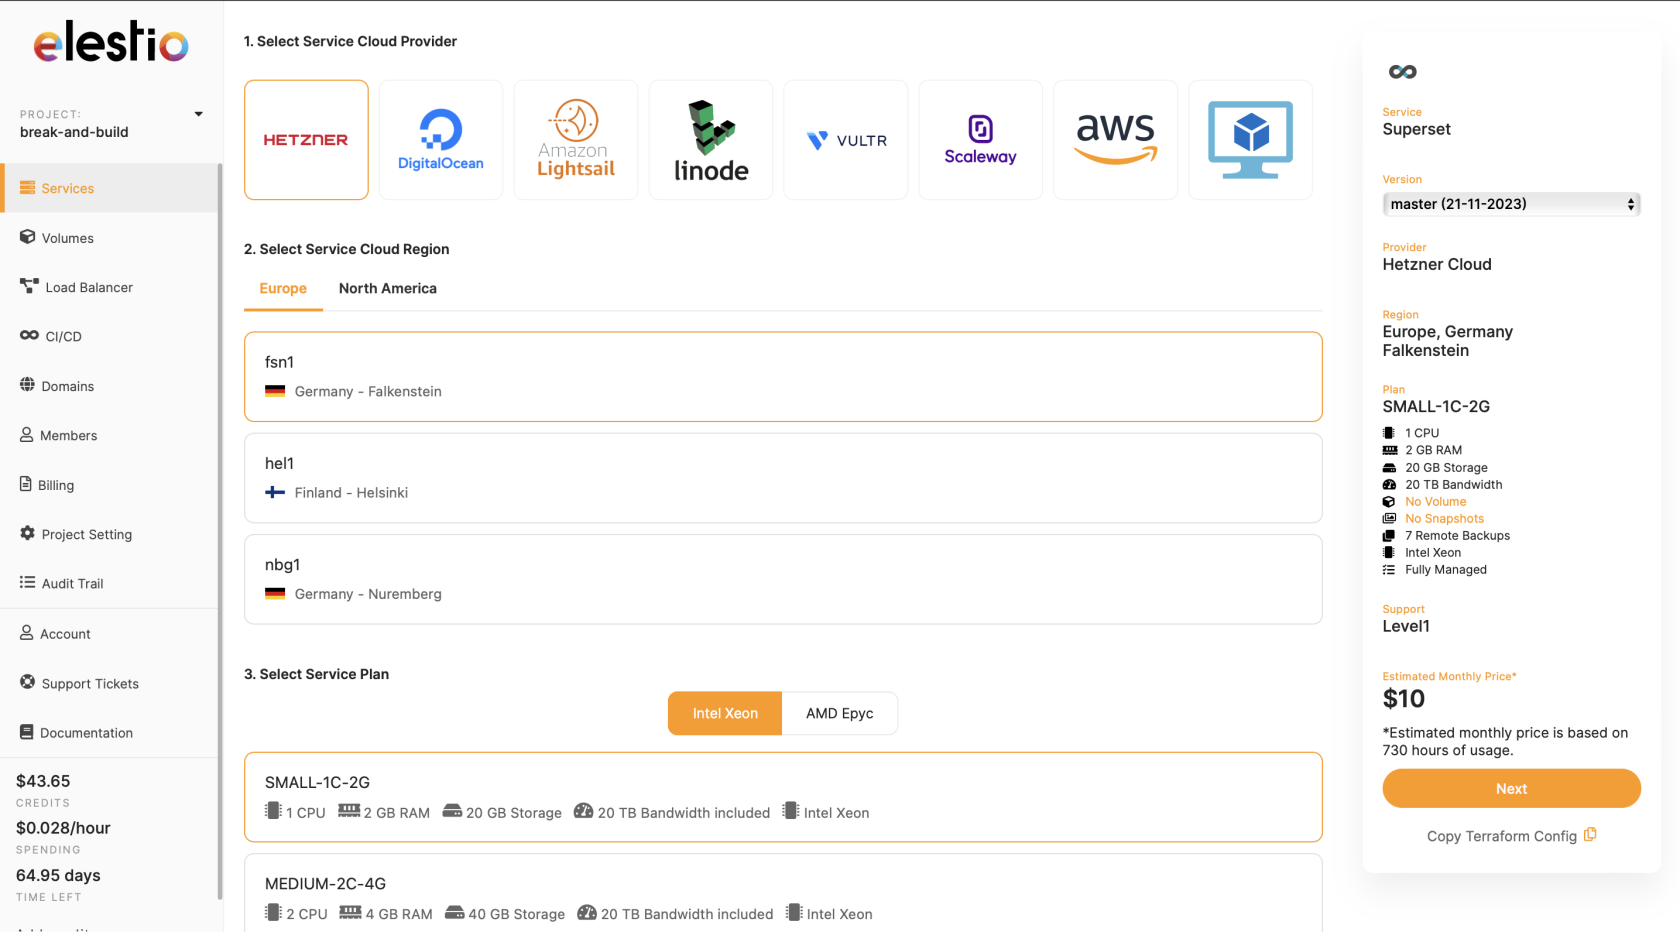 elestio
PROJECT:
break-and-build
Services
Volumes
Load Balancer
CI/CD
Domains
Members
Billing
Project Setting
Audit Trail
Account
Support Tickets
Documentation
$43.65
CREDITS
$0.028/hour
SPENDING
64.95 days
TIME LEFT
1. Select Service Cloud Provider
HETZNER
DigitalOcean
Amazon
Lightsail
linode
VULTR
Scaleway
aws
2. Select Service Cloud Region
Europe
North America
fsn1
Germany - Falkenstein
hel1
Finland - Helsinki
nbg1
Germany - Nuremberg
3. Select Service Plan
Intel Xeon
AMD Epyc
SMALL-1C-2G
1 CPU 2 GB RAM 20 GB Storage 20 TB Bandwidth included Intel Xeon
MEDIUM-2C-4G
2 CPU 4 GB RAM 40 GB Storage 20 TB Bandwidth included Intel Xeon
Service
Superset
Version
master (21-11-2023)
Provider
Hetzner Cloud
Region
Europe, Germany
Falkenstein
Plan
SMALL-1C-2G
1 CPU
2 GB RAM
20 GB Storage
20 TB Bandwidth
No Volume
No Snapshots
7 Remote Backups
Intel Xeon
Fully Managed
Support
Level1
Estimated Monthly Price*
$10
*Estimated monthly price is based on
730 hours of usage.
Next
Copy Terraform Config